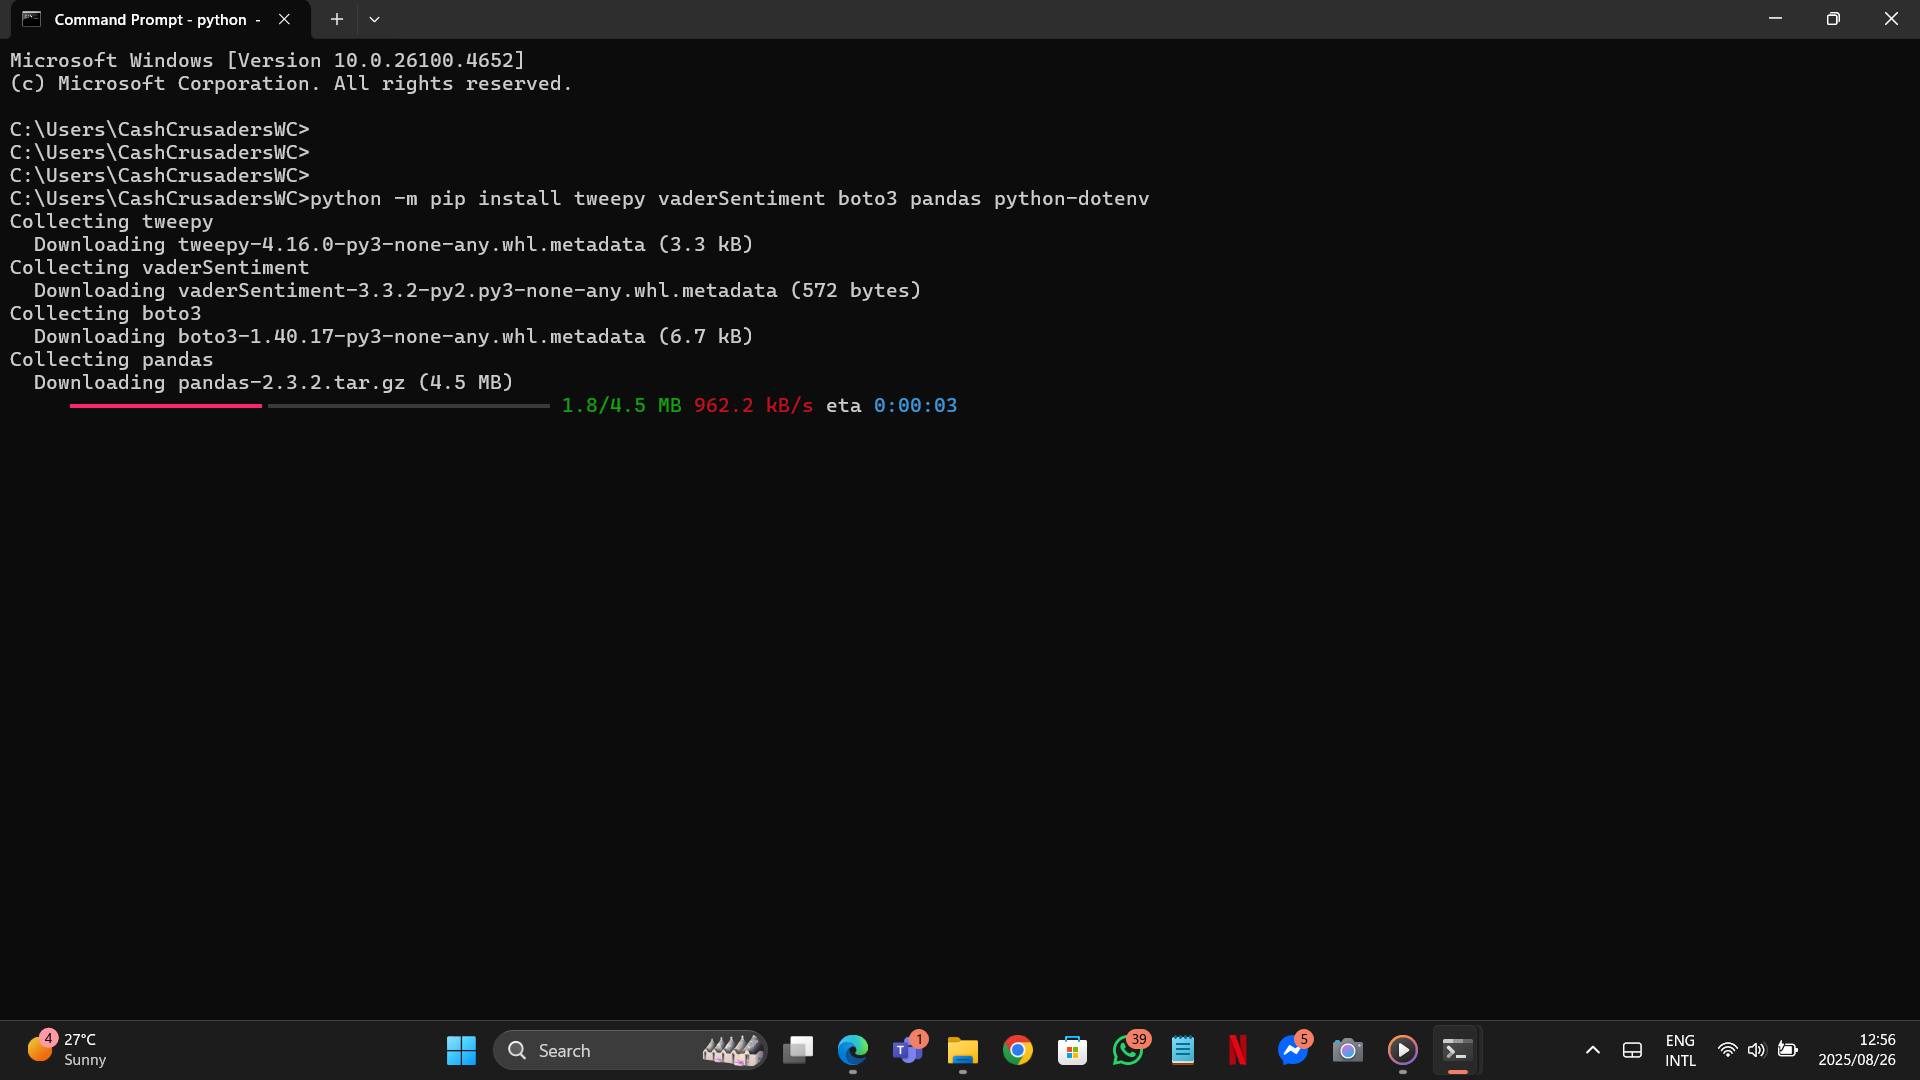 Command Prompt - python -
Microsoft Windows [Version 10.0.26100.4652]
(c) Microsoft Corporation. All rights reserved.
C:\Users\CashCrusadersWC>
C:\Users\CashCrusadersWC>
C:\Users\CashCrusadersWC>
C:\Users\CashCrusadersWC>python -m pip install tweepy vaderSentiment boto3 pandas python-dotenv
Collecting tweepy
  Downloading tweepy-4.16.0-py3-none-any.whl.metadata (3.3 kB)
Collecting vaderSentiment
  Downloading vaderSentiment-3.3.2-py2.py3-none-any.whl.metadata (572 bytes)
Collecting boto3
  Downloading boto3-1.40.17-py3-none-any.whl.metadata (6.7 kB)
Collecting pandas
  Downloading pandas-2.3.2.tar.gz (4.5 MB)
1.8/4.5 MB 962.2 kB/s eta 0:00:03
4
27°C
Sunny
Search
T
1
39
N
5
ENG
INTL
12:56
2025/08/26